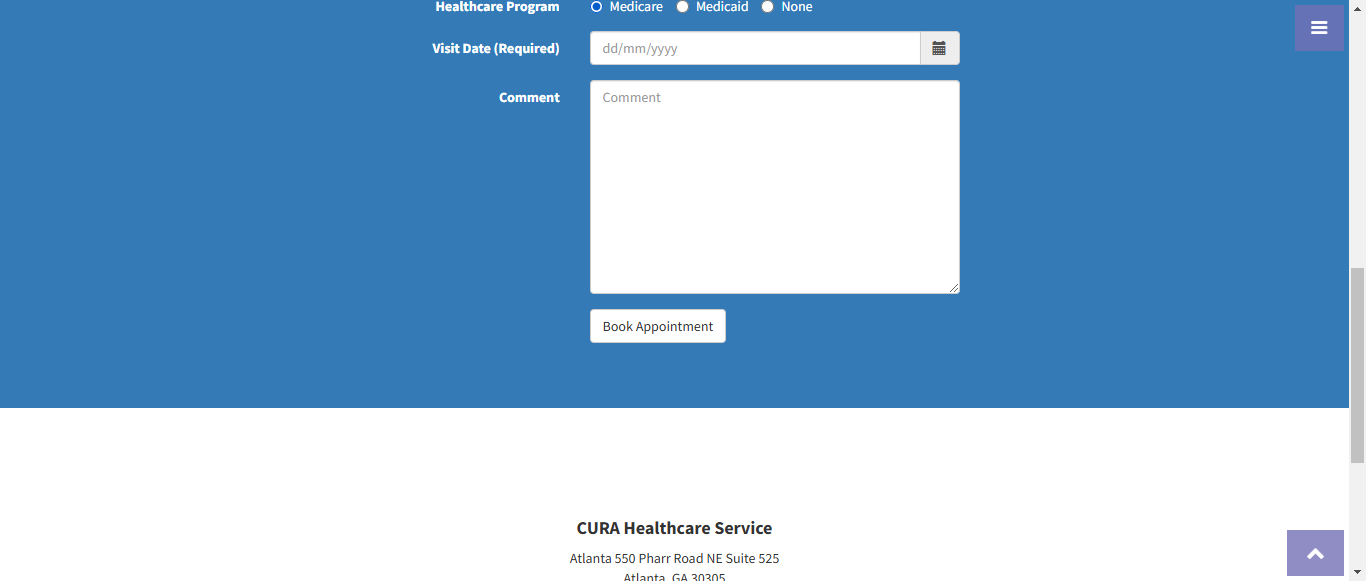 Healthcare Program Medicare Medicaid None
Visit Date (Required) dd/mm/yyyy
Comment Comment
Book Appointment
CURA Healthcare Service
Atlanta 550 Pharr Road NE Suite 525
Atlanta, GA 30305